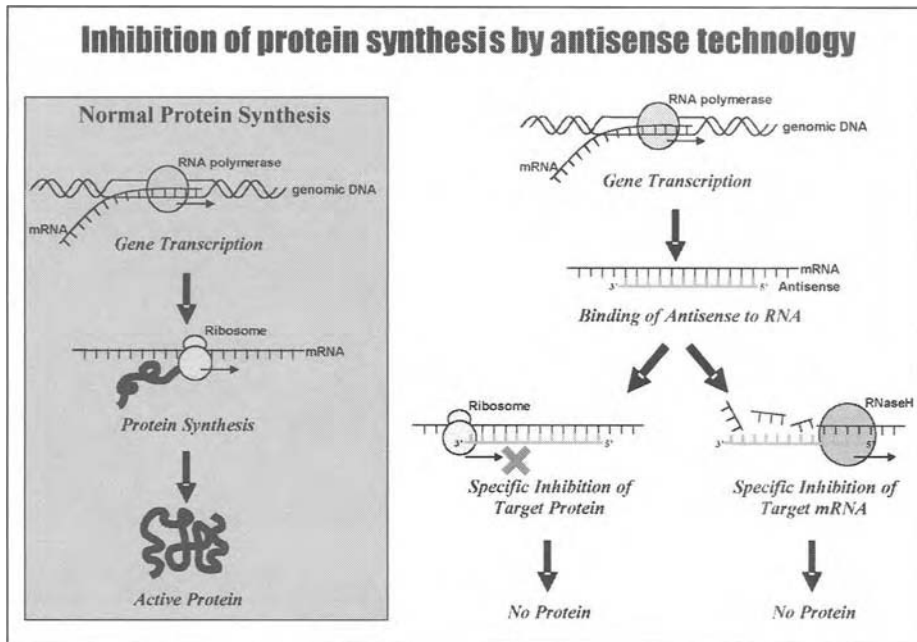 Inhibition of protein synthesis by antisense technology
Normal Protein Synthesis
RNA polymerase
genomic DNA
mRNA
Gene Transcription
Ribosome
mRNA
Protein Synthesis
Active Protein
RNA polymerase
genomic DNA
mRNA
Gene Transcription
mRNA
3' 5' Antisense
Binding of Antisense to RNA
Ribosome
3' 5'
Specific Inhibition of
Target Protein
No Protein
RNaseH
3' 5'
Specific Inhibition of
Target mRNA
No Protein